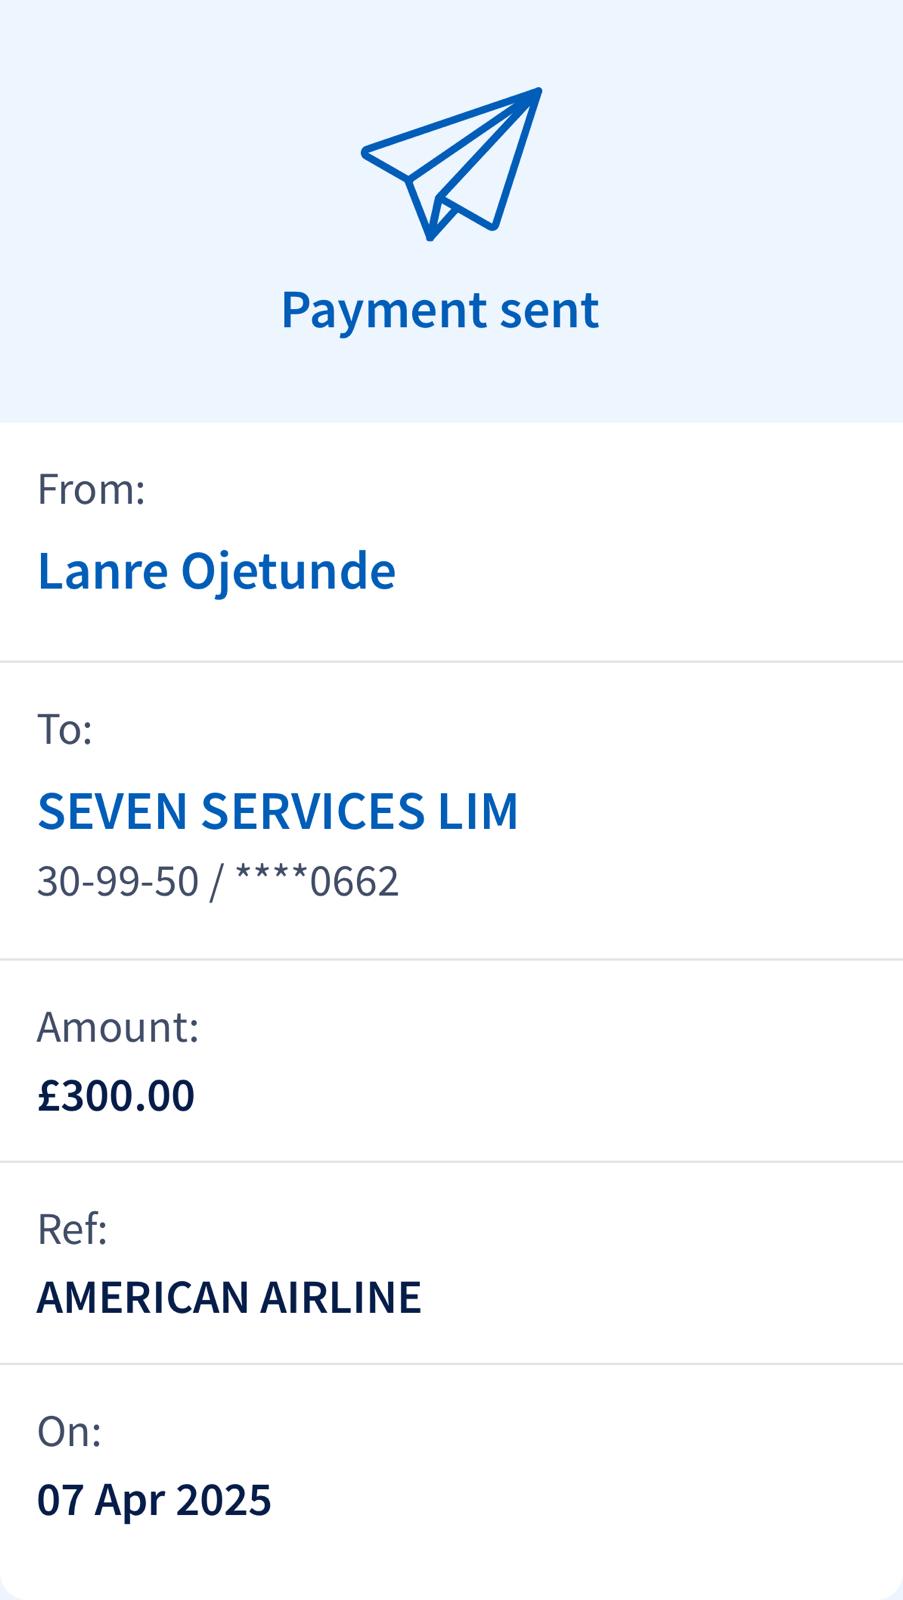 Payment sent
From:
Lanre Ojetunde
To:
SEVEN SERVICES LIM
30-99-50 / ****0662
Amount:
£300.00
Ref:
AMERICAN AIRLINE
On:
07 Apr 2025